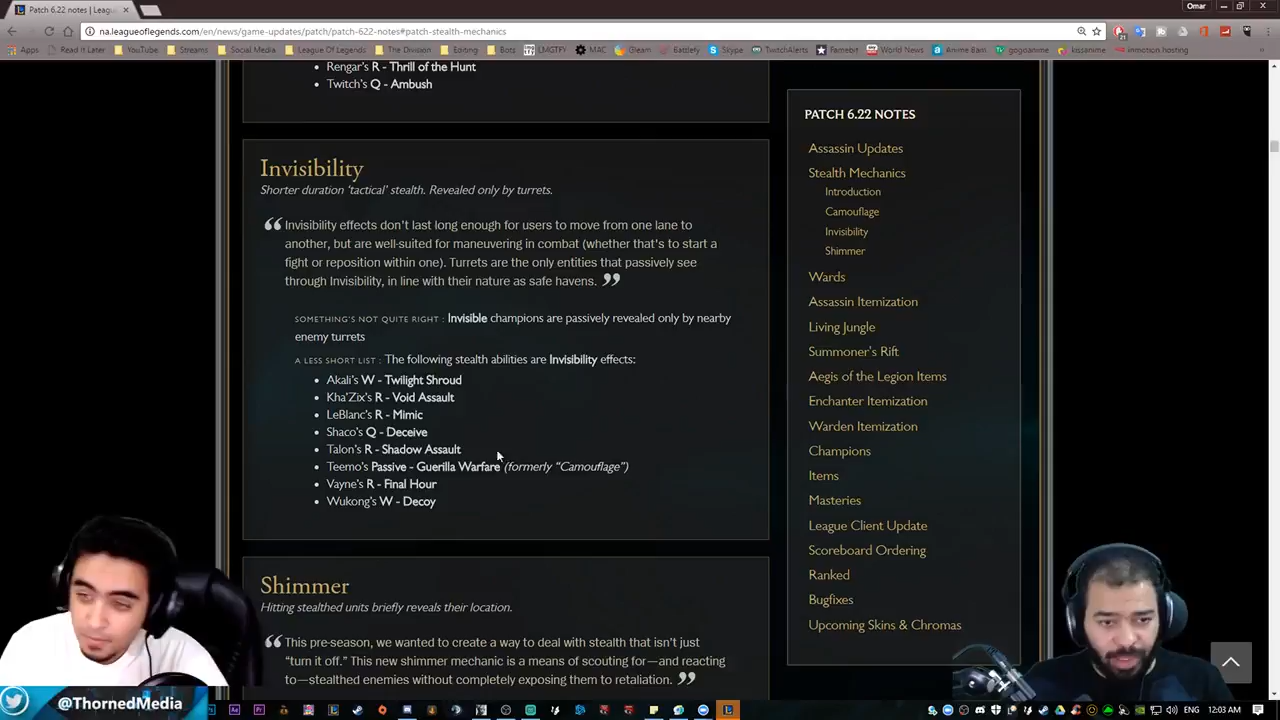 Patch 6.22 notes | Leagu
Omar
na.leagueoflegends.com/en/news/game-updates/patch/patch-622-notes#patch-stealth-mechanics
Apps Read it Later YouTube Streams Social Media League Of Legends The Division Editing Bots LMGTFY MAC Gleam Battlefy Skype TwitchAlerts Famebit World News Anime Bam gogoanime kissanime inmotion hosting
Rengar's R - Thrill of the Hunt
Twitch's Q - Ambush
Invisibility
Shorter duration 'tactical' stealth. Revealed only by turrets.
“ Invisibility effects don't last long enough for users to move from one lane to
another, but are well-suited for maneuvering in combat (whether that's to start a
fight or reposition within one). Turrets are the only entities that passively see
through Invisibility, in line with their nature as safe havens. ”
SOMETHING'S NOT QUITE RIGHT : Invisible champions are passively revealed only by nearby
enemy turrets
A LESS SHORT LIST : The following stealth abilities are Invisibility effects:
Akali's W - Twilight Shroud
Kha'Zix's R - Void Assault
LeBlanc's R - Mimic
Shaco's Q - Deceive
Talon's R - Shadow Assault
Teemo's Passive - Guerilla Warfare (formerly “Camouflage”)
Vayne's R - Final Hour
Wukong's W - Decoy
Shimmer
Hitting stealthed units briefly reveals their location.
“ This pre-season, we wanted to create a way to deal with stealth that isn't just
“turn it off.” This new shimmer mechanic is a means of scouting for—and reacting
to—stealthed enemies without completely exposing them to retaliation. ”
PATCH 6.22 NOTES
Assassin Updates
Stealth Mechanics
Introduction
Camouflage
Invisibility
Shimmer
Wards
Assassin Itemization
Living Jungle
Summoner's Rift
Aegis of the Legion Items
Enchanter Itemization
Warden Itemization
Champions
Items
Masteries
League Client Update
Scoreboard Ordering
Ranked
Bugfixes
Upcoming Skins & Chromas
@ThornedMedia
ENG 12:03 AM